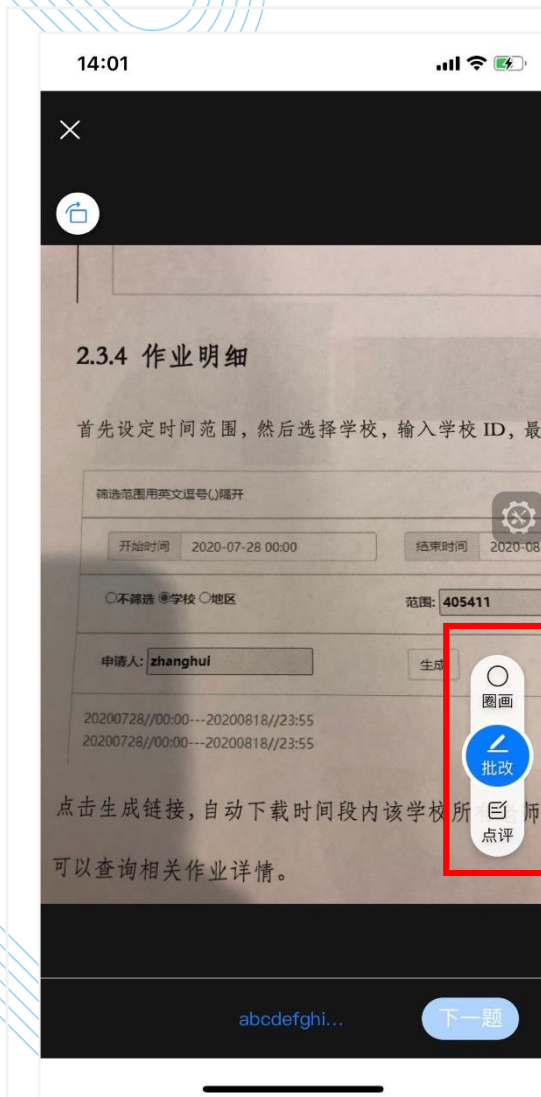 14:01
2.3.4 作业明细
首先设定时间范围，然后选择学校，输入学校 ID，最
筛选范围用英文逗号(,)隔开
开始时间 2020-07-28 00:00 结束时间 2020-08
不筛选 学校 地区 范围: 405411
申请人: zhanghui 生成
圈画
20200728//00:00---20200818//23:55
20200728//00:00---20200818//23:55
批改
点击生成链接，自动下载时间段内该学校所 师
点评
可以查询相关作业详情。
abcdefghi...
下一题